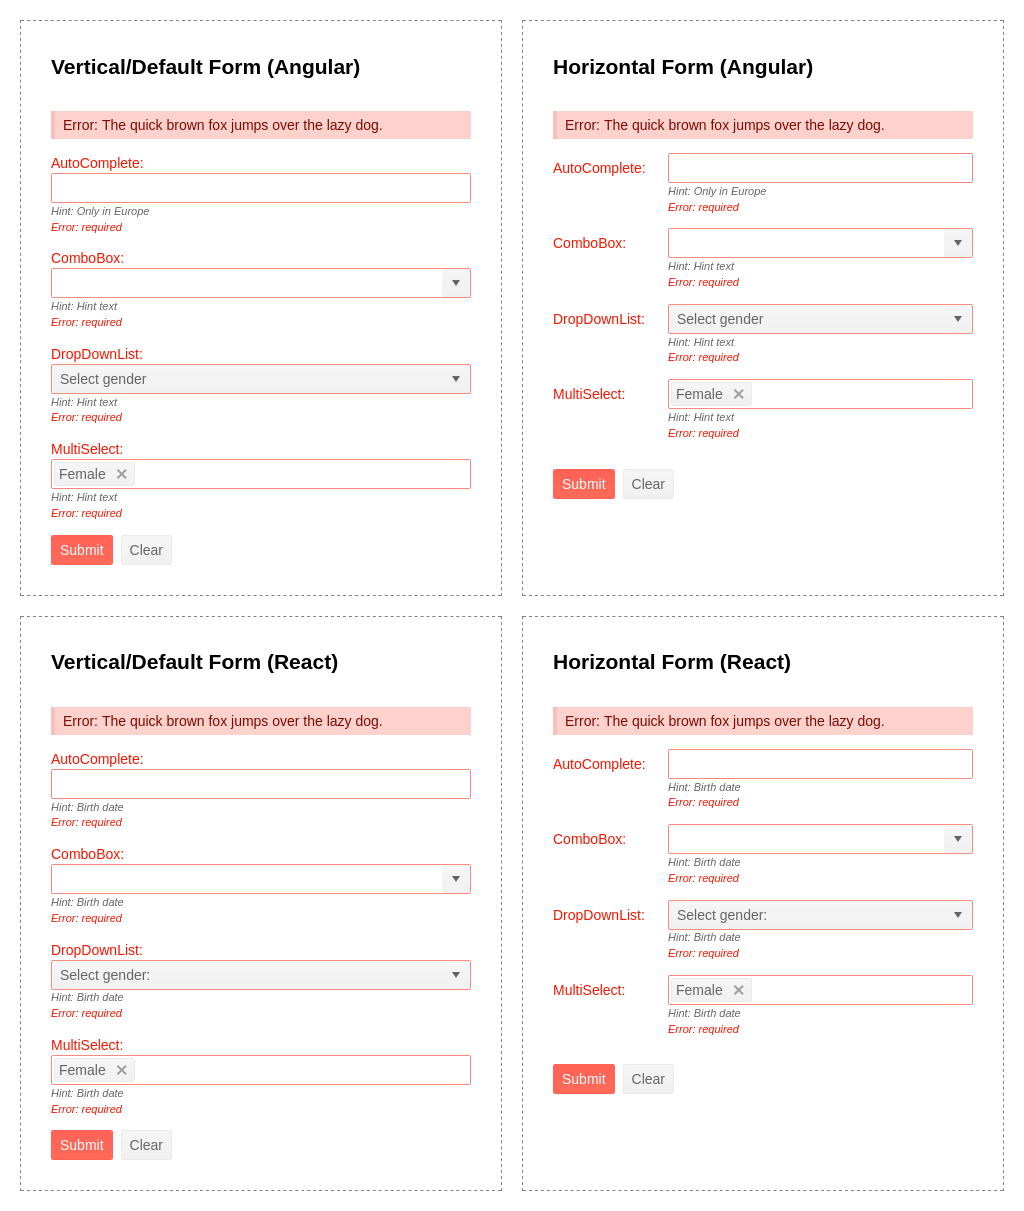 Vertical/Default Form (Angular)
Error: The quick brown fox jumps over the lazy dog.
AutoComplete:
Hint: Only in Europe
Error: required
ComboBox:
Hint: Hint text
Error: required
DropDownList:
Select gender
Hint: Hint text
Error: required
MultiSelect:
Female
Hint: Hint text
Error: required
Submit Clear
Horizontal Form (Angular)
Error: The quick brown fox jumps over the lazy dog.
AutoComplete:
Hint: Only in Europe
Error: required
ComboBox:
Hint: Hint text
Error: required
DropDownList: Select gender
Hint: Hint text
Error: required
MultiSelect: Female
Hint: Hint text
Error: required
Submit Clear
Vertical/Default Form (React)
Error: The quick brown fox jumps over the lazy dog.
AutoComplete:
Hint: Birth date
Error: required
ComboBox:
Hint: Birth date
Error: required
DropDownList:
Select gender:
Hint: Birth date
Error: required
MultiSelect:
Female
Hint: Birth date
Error: required
Submit Clear
Horizontal Form (React)
Error: The quick brown fox jumps over the lazy dog.
AutoComplete:
Hint: Birth date
Error: required
ComboBox:
Hint: Birth date
Error: required
DropDownList: Select gender:
Hint: Birth date
Error: required
MultiSelect: Female
Hint: Birth date
Error: required
Submit Clear